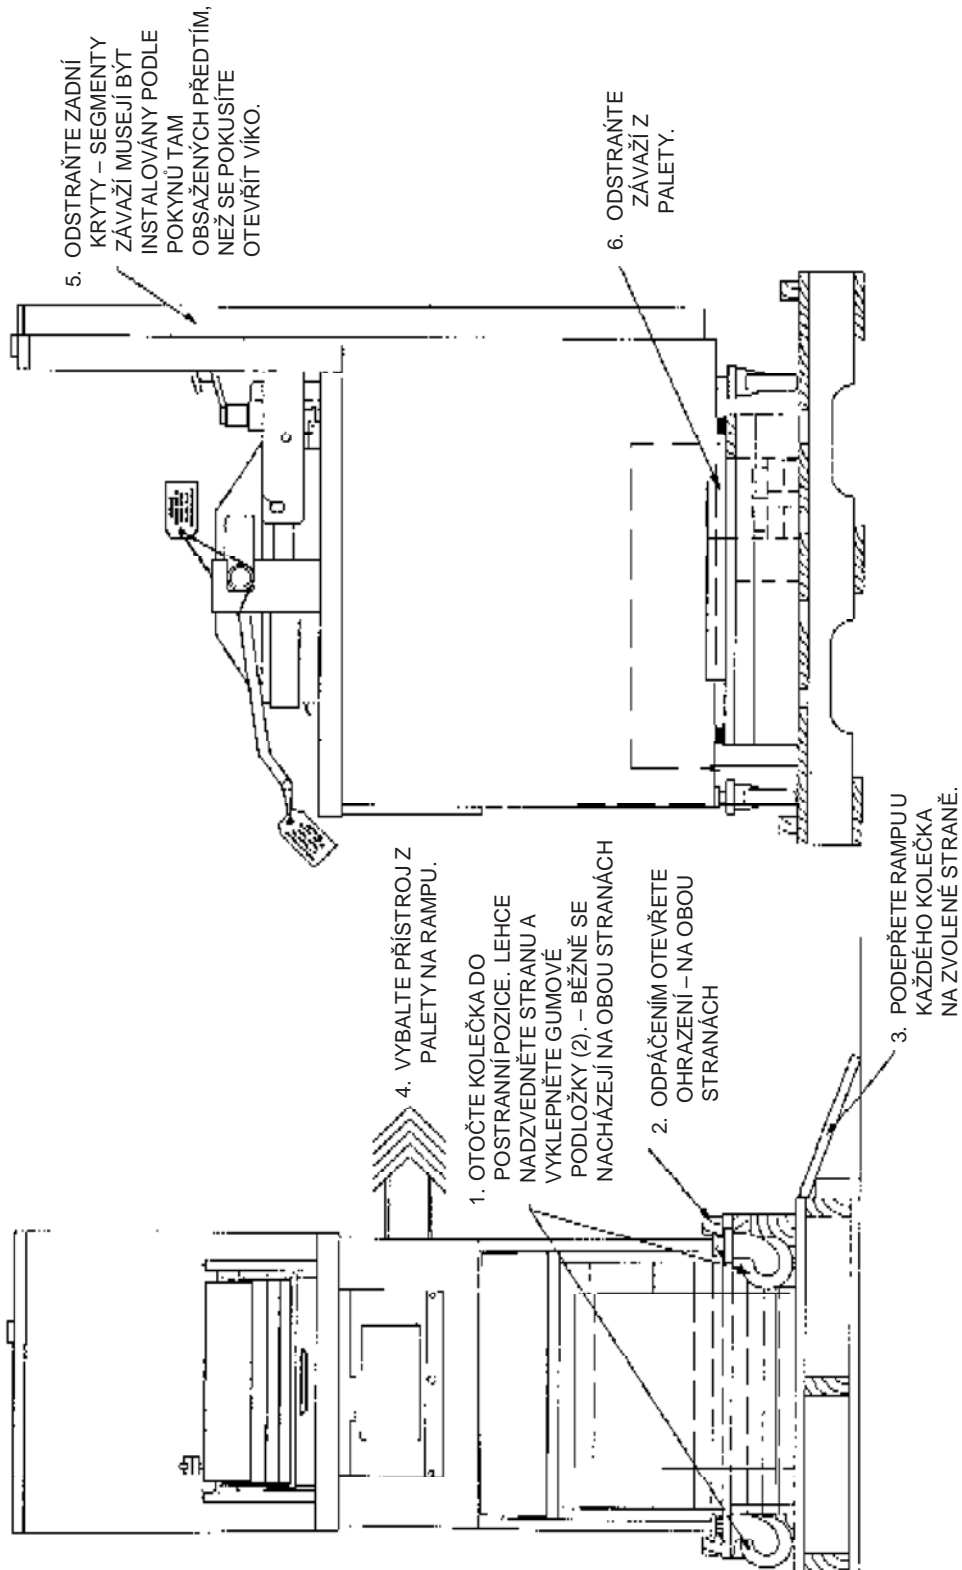 5. ODSTRAŇTE ZADNÍ
KRYTY – SEGMENTY
ZÁVAŽÍ MUSEJÍ BÝT
INSTALOVÁNY PODLE
POKYNŮ TAM
OBSAŽENÝCH PŘEDTÍM,
NEŽ SE POKUSÍTE
OTEVŘÍT VÍKO.
6. ODSTRAŇTE
ZÁVAŽÍ Z
PALETY.
4. VYBALTE PŘÍSTROJ Z
PALETY NA RAMPU.
1. OTOČTE KOLEČKA DO
POSTRANNÍ POZICE. LEHCE
NADZVEDNĚTE STRANU A
VYKLEPNĚTE GUMOVÉ
PODLOŽKY (2). – BĚŽNĚ SE
NACHÁZEJÍ NA OBOU STRANÁCH
2. ODPÁČENÍM OTEVŘETE
OHRAZENÍ – NA OBOU
STRANÁCH
3. PODEPŘETE RAMPU U
KAŽDÉHO KOLEČKA
NA ZVOLENÉ STRANĚ.